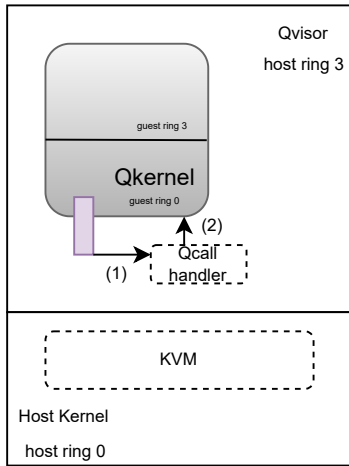 Qvisor
host ring 3
guest ring 3
Qkernel
guest ring 0
(2)
(1)
Qcall
handler
KVM
Host Kernel
host ring 0